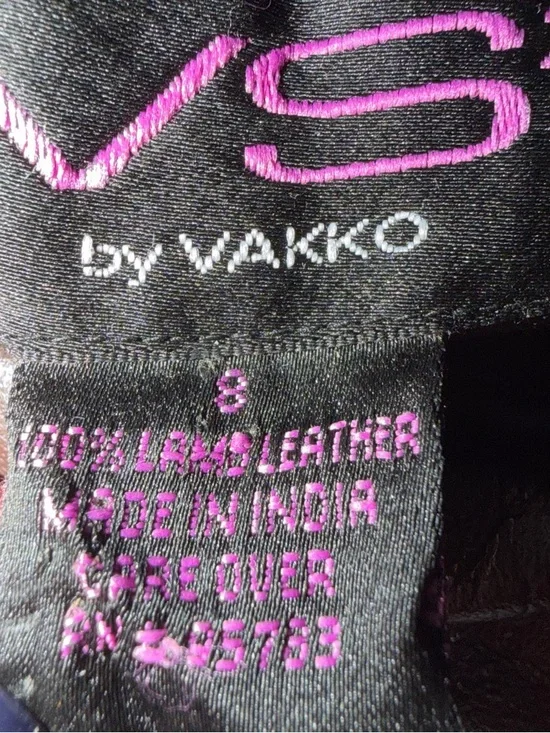 VS
by VAKKO
8
100% LAMB LEATHER
MADE IN INDIA
CARE OVER
RN 95783